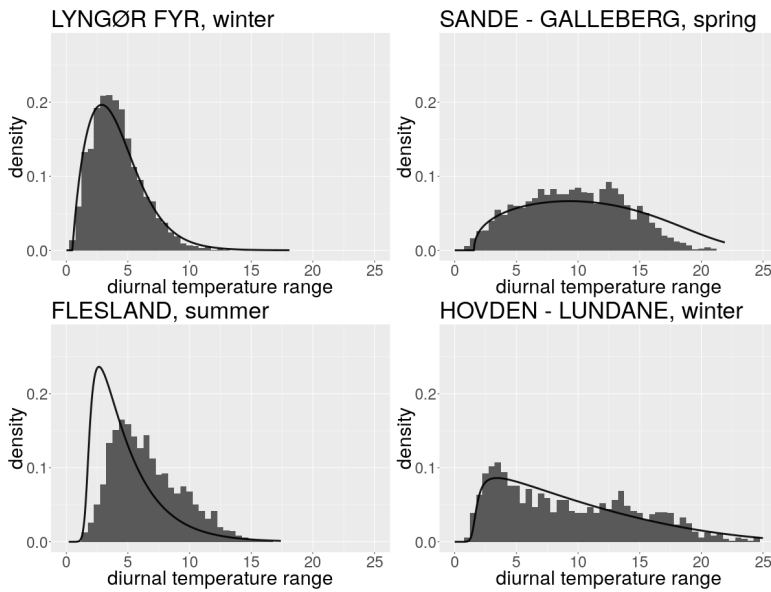 LYNGØR FYR, winter
density
0.2
0.1
0.0
0 5 10 15 20 25
diurnal temperature range
SANDE - GALLEBERG, spring
density
0.2
0.1
0.0
0 5 10 15 20 25
diurnal temperature range
FLESLAND, summer
density
0.2
0.1
0.0
0 5 10 15 20 25
diurnal temperature range
HOVDEN - LUNDANE, winter
density
0.2
0.1
0.0
0 5 10 15 20 25
diurnal temperature range